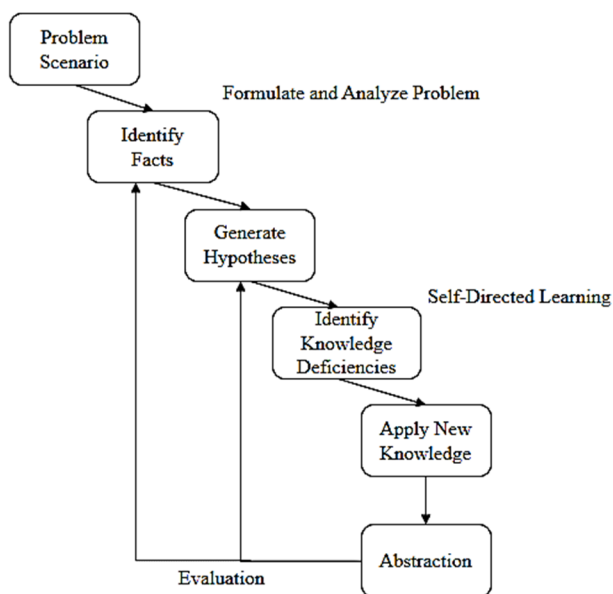 Problem
Scenario
Formulate and Analyze Problem
Identify
Facts
Generate
Hypotheses
Self-Directed Learning
Identify
Knowledge
Deficiencies
Apply New
Knowledge
Abstraction
Evaluation